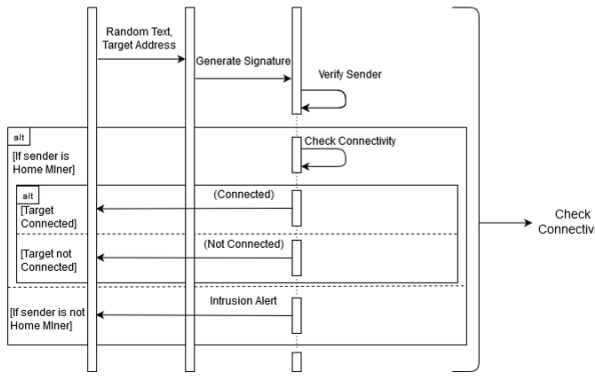 Random Text,
Target Address
Generate Signature
Verify Sender
alt
[If sender is
Home MIner]
Check Connectivity
alt
[Target
Connected]
(Connected)
[Target not
Connected]
(Not Connected)
[If sender is not
Home MIner]
Intrusion Alert
Check